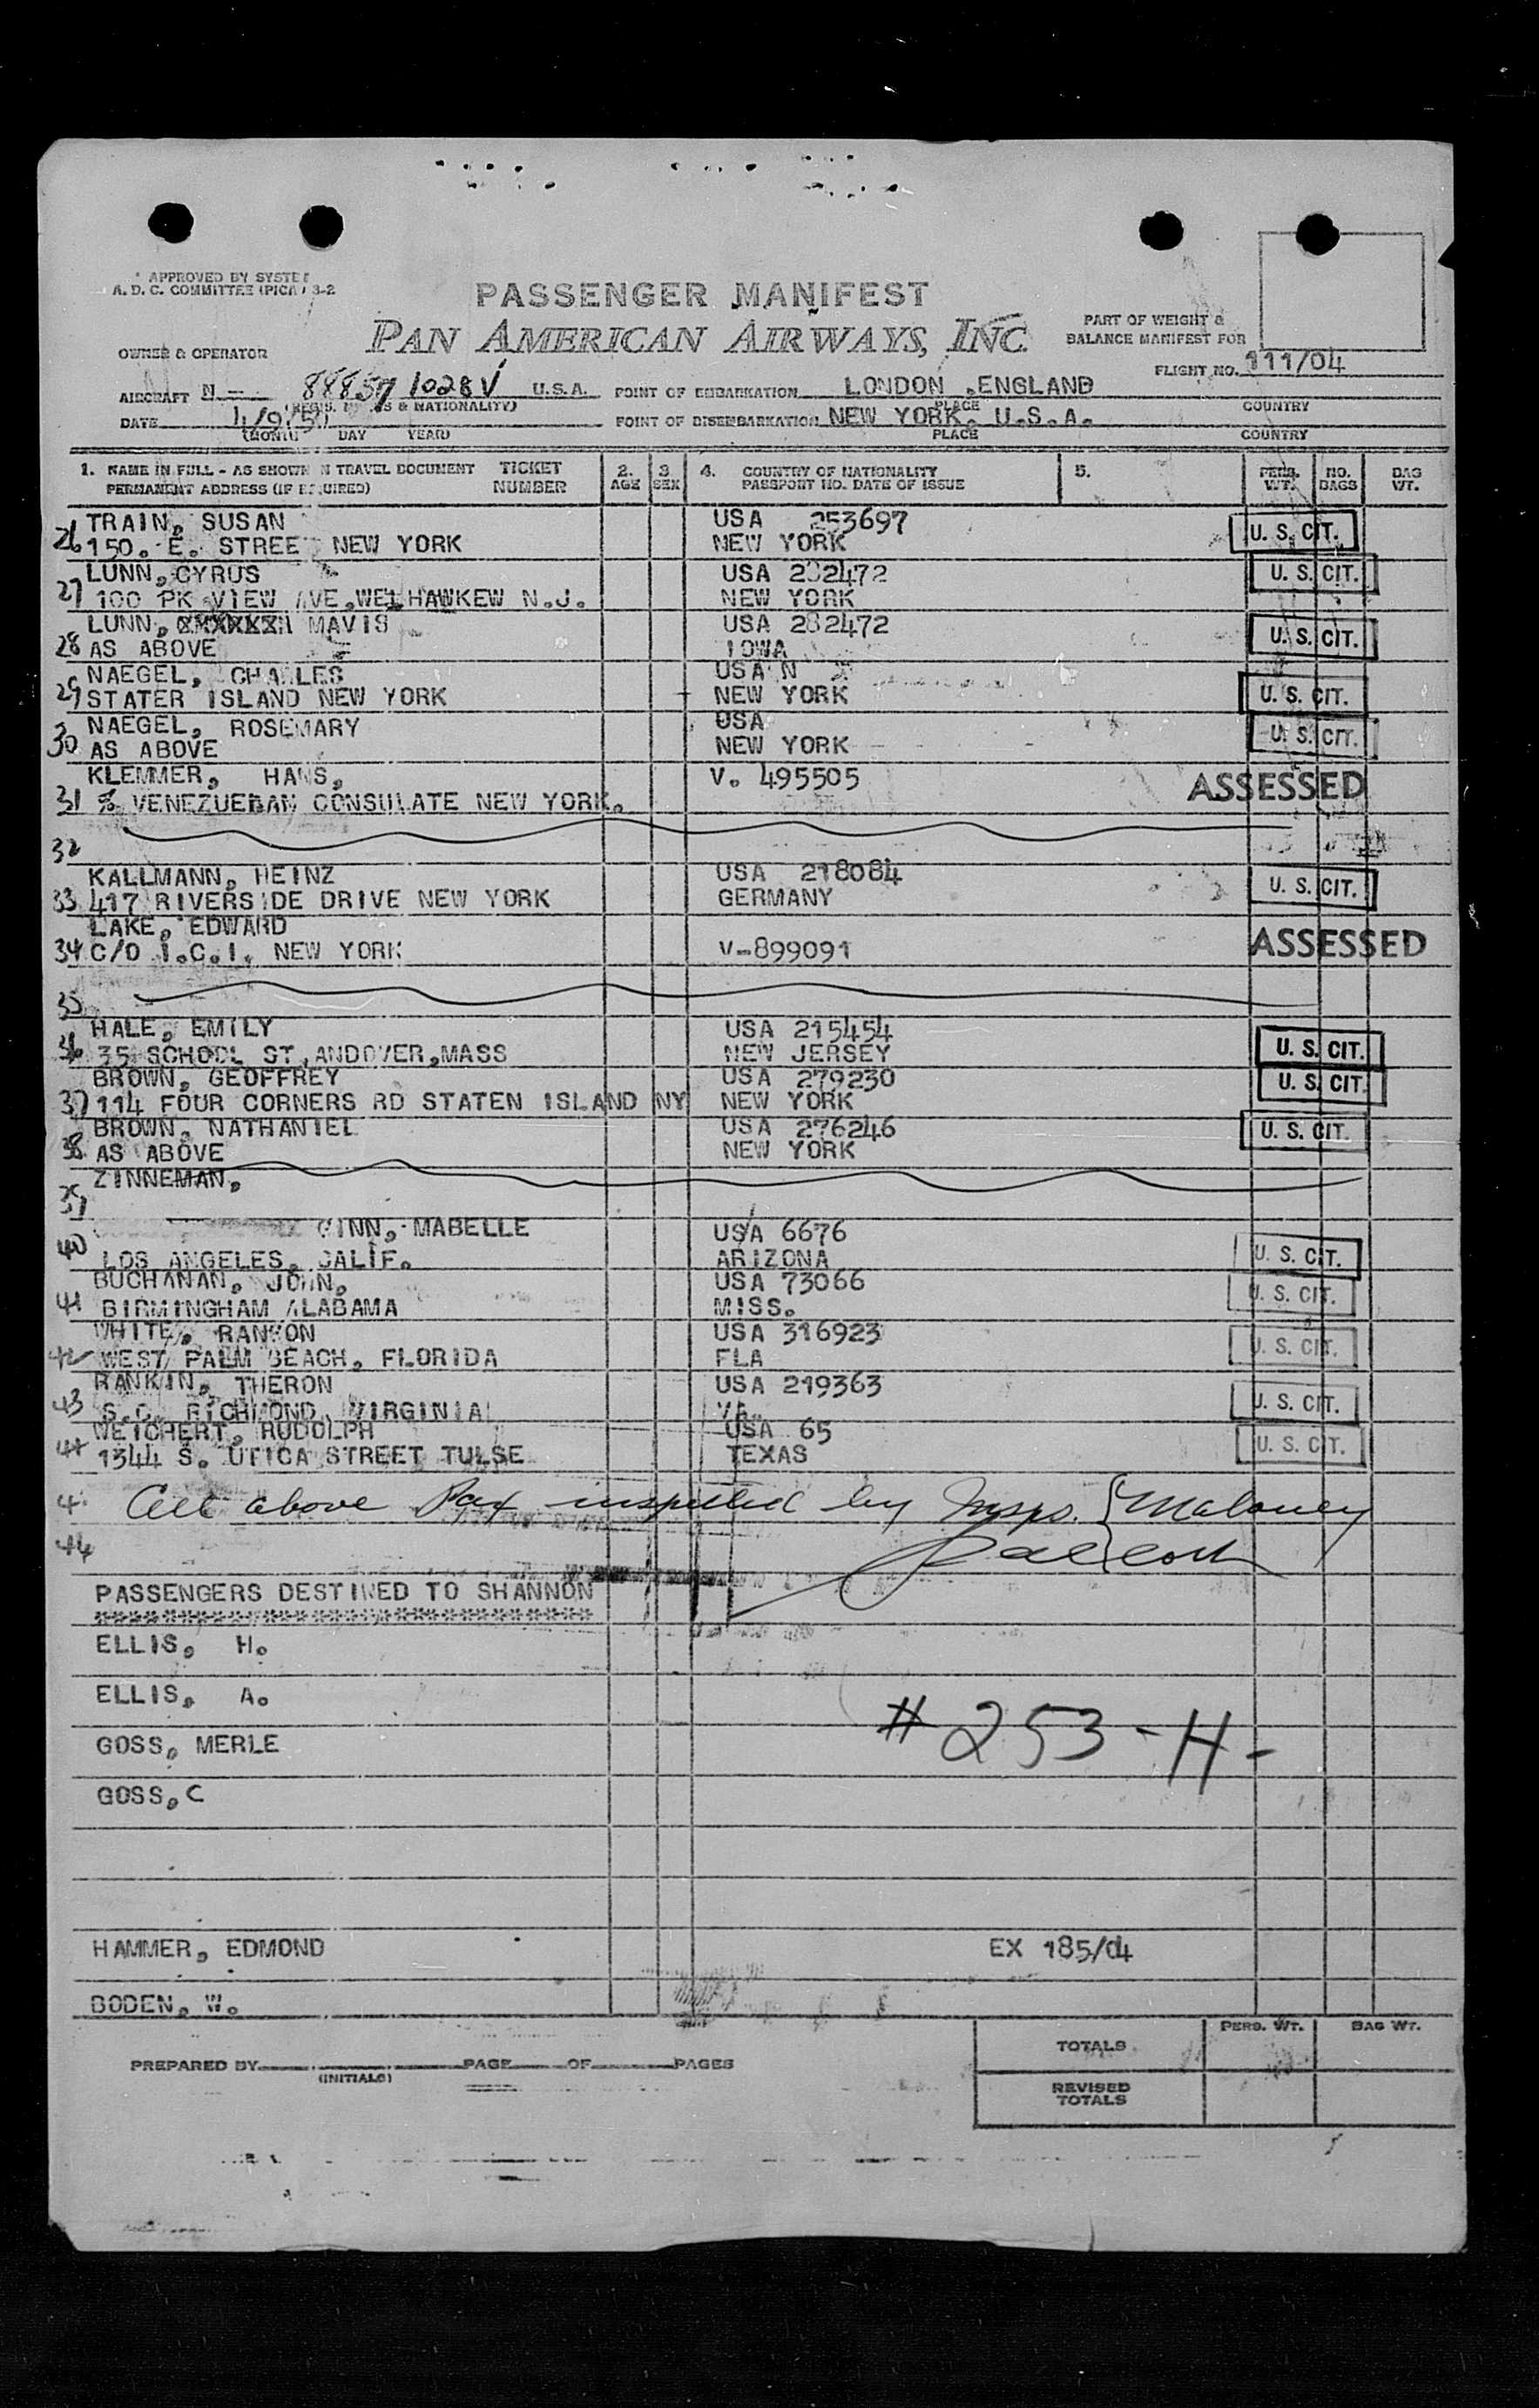 APPROVED BY SYSTE
A. D. C. COMMITTEE (PICA) 3-2
PASSENGER MANIFEST
PAN AMERICAN AIRWAYS, INC.
PART OF WEIGHT &
BALANCE MANIFEST FOR
OWNER & OPERATOR
FLIGHT NO. 111/04
AIRCRAFT N - 88857 1028V U.S.A. POINT OF EMBARKATION LONDON ,ENGLAND
(REGIS. & NATIONALITY) PLACE COUNTRY
DATE POINT OF DISEMBARKATION NEW YORK, U.S.A.
(MONTH DAY YEAR) PLACE COUNTRY
1. NAME IN FULL - AS SHOWN IN TRAVEL DOCUMENT TICKET 2. 3 4. COUNTRY OF NATIONALITY 5. PERS. NO. BAG
PERMANENT ADDRESS (IF REQUIRED) NUMBER AGE SEX PASSPORT NO. DATE OF ISSUE WT. BAGS WT.
TRAIN, SUSAN USA 253697
26 150. E. STREE NEW YORK NEW YORK U. S. CIT.
LUNN, CYRUS USA 282472 U. S. CIT.
27 100 PK VIEW AVE.WEEHAWKEW N.J. NEW YORK
LUNN, MAVIS USA 282472
28 AS ABOVE IOWA U. S. CIT.
NAEGEL, CHARLES USA N
29 STATER ISLAND NEW YORK NEW YORK U. S. CIT.
NAEGEL, ROSEMARY USA
30 AS ABOVE NEW YORK U. S. CIT.
KLEMMER, HANS, V. 495505 ASSESSED
31 % VENEZUEBAN CONSULATE NEW YORK.
32
KALLMANN, HEINZ USA 218084
33 417 RIVERSIDE DRIVE NEW YORK GERMANY U. S. CIT.
LAKE, EDWARD
34 C/O I.C.I. NEW YORK V-899091 ASSESSED
35
HALE, EMILY USA 215454
36 35 SCHOOL ST,ANDOVER,MASS NEW JERSEY U. S. CIT.
BROWN, GEOFFREY USA 279230 U. S. CIT.
37 114 FOUR CORNERS RD STATEN ISLAND NY NEW YORK
BROWN, NATHANIEL USA 276246 U. S. CIT.
38 AS ABOVE NEW YORK
ZINNEMAN,
39
MABELLE USA 6676
40 LOS ANGELES, CALIF. ARIZONA U. S. CIT.
BUCHANAN, JOHN, USA 73066
41 BIRMINGHAM ALABAMA MISS. U. S. CIT.
WHITE, RANSON USA 316923
42 WEST PALM BEACH, FLORIDA FLA U. S. CIT.
RANKIN, THERON USA 219363
43 S.C. RICHMOND, VIRGINIA VA. U. S. CIT.
WEICHERT, RUDOLPH USA 65
44 1344 S. UTICA STREET TULSE TEXAS U. S. CIT.
All above Pax inspected by Insps. { Maloney
PASSENGERS DESTINED TO SHANNON
ELLIS, H.
ELLIS, A.
GOSS, MERLE
# 253 - H -
GOSS, C
HAMMER, EDMOND EX 185/04
BODEN, W.
PERS. WT. BAG WT.
TOTALS
PREPARED BY PAGE OF PAGES
(INITIALS)
REVISED
TOTALS